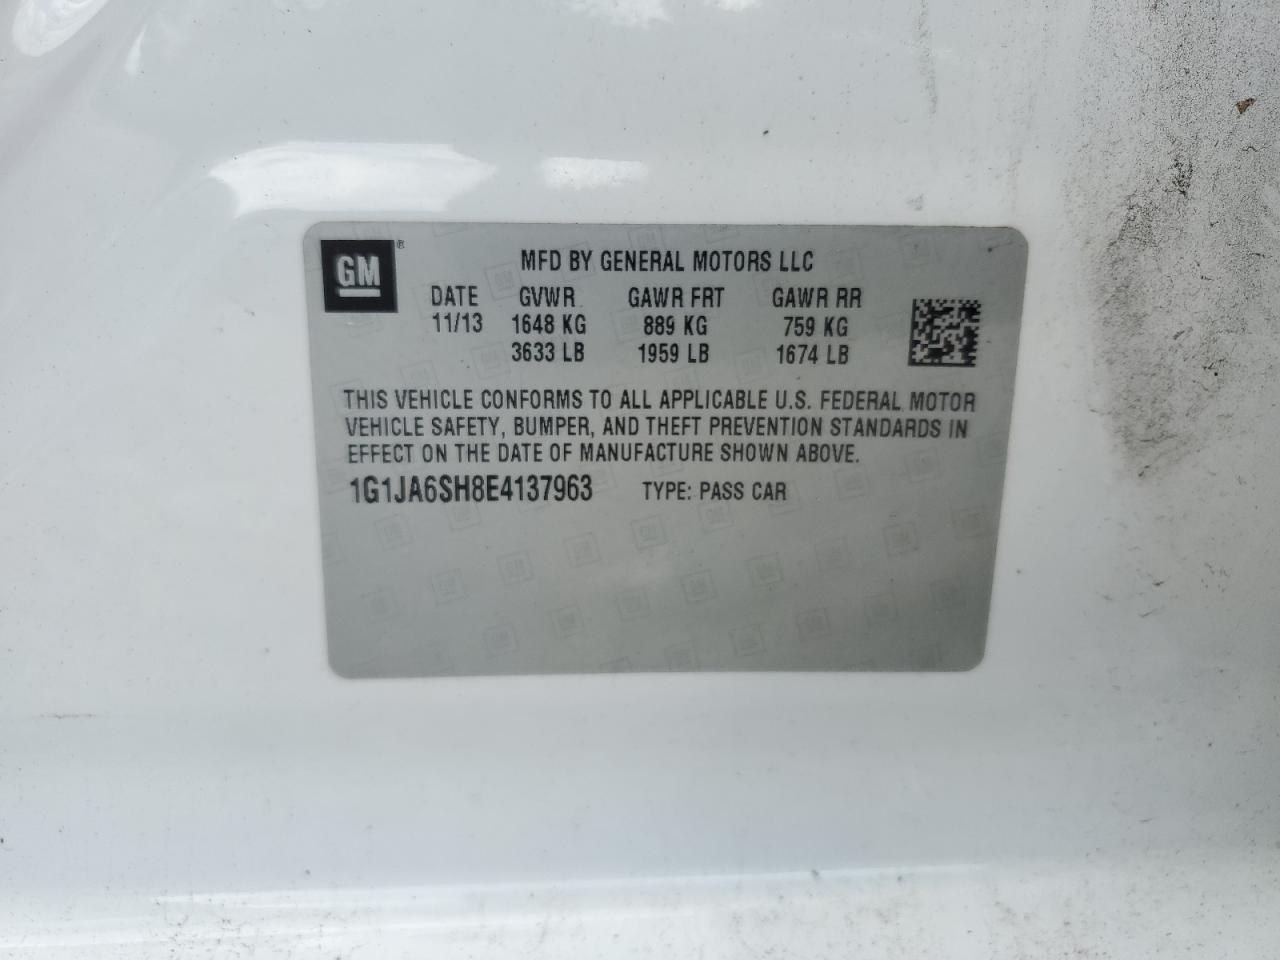 GM ® MFD BY GENERAL MOTORS LLC
DATE GVWR GAWR FRT GAWR RR
11/13 1648 KG 889 KG 759 KG
3633 LB 1959 LB 1674 LB
THIS VEHICLE CONFORMS TO ALL APPLICABLE U.S. FEDERAL MOTOR
VEHICLE SAFETY, BUMPER, AND THEFT PREVENTION STANDARDS IN
EFFECT ON THE DATE OF MANUFACTURE SHOWN ABOVE.
1G1JA6SH8E4137963 TYPE: PASS CAR